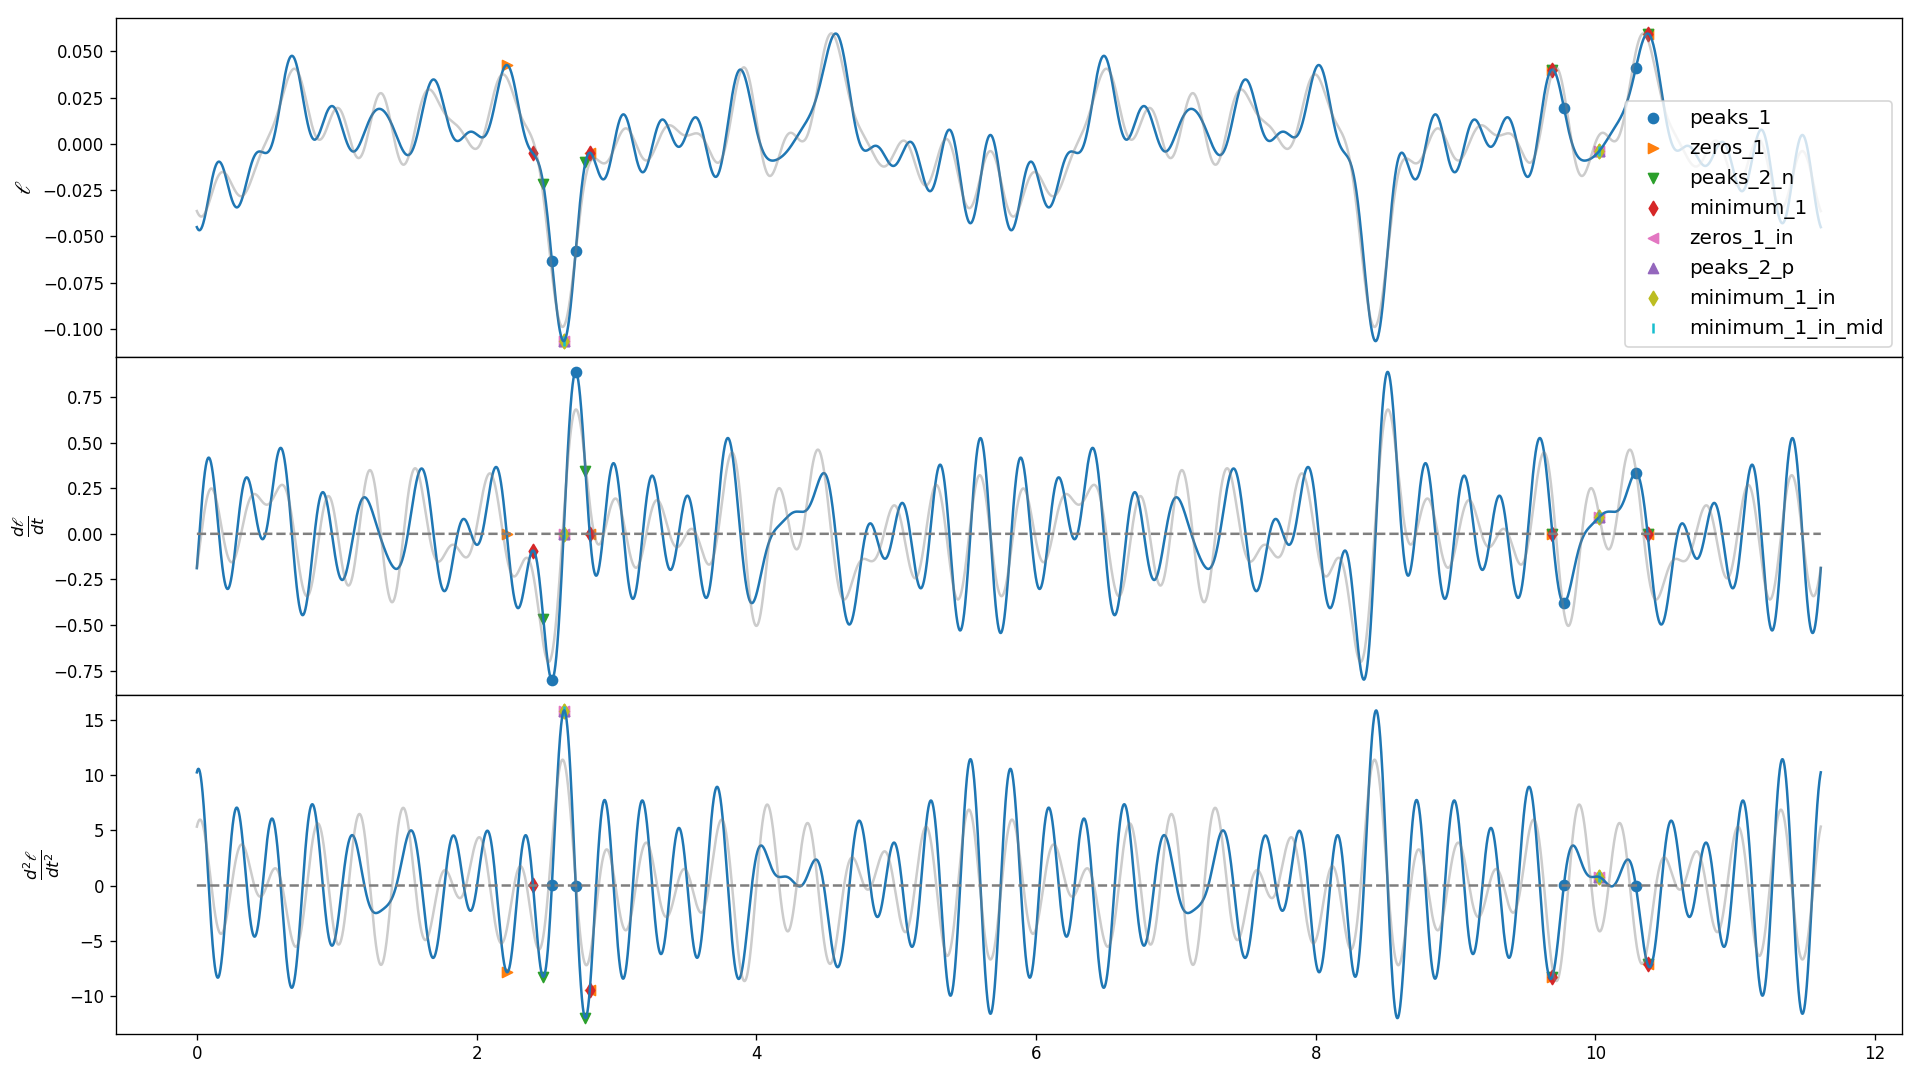 0.050
0.025
0.000
−0.025
−0.050
−0.075
−0.100
ℓ
peaks_1
zeros_1
peaks_2_n
minimum_1
zeros_1_in
peaks_2_p
minimum_1_in
minimum_1_in_mid
0.75
0.50
0.25
0.00
−0.25
−0.50
−0.75
dℓ
dt
15
10
5
0
−5
−10
d²ℓ
dt²
0 2 4 6 8 10 12